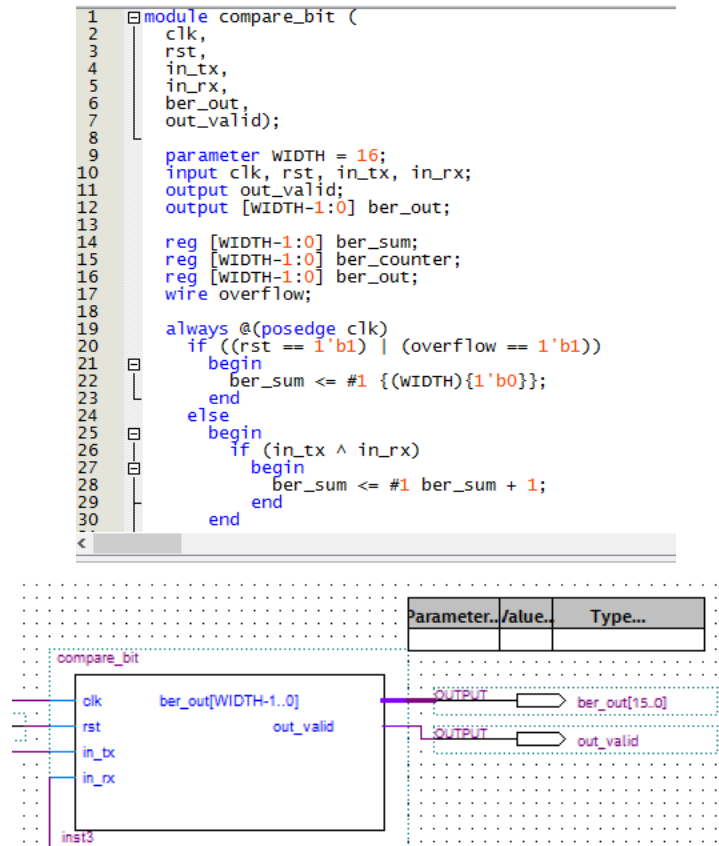 1 module compare_bit (
2 clk,
3 rst,
4 in_tx,
5 in_rx,
6 ber_out,
7 out_valid);
8
9 parameter WIDTH = 16;
10 input clk, rst, in_tx, in_rx;
11 output out_valid;
12 output [WIDTH-1:0] ber_out;
13
14 reg [WIDTH-1:0] ber_sum;
15 reg [WIDTH-1:0] ber_counter;
16 reg [WIDTH-1:0] ber_out;
17 wire overflow;
18
19 always @(posedge clk)
20 if ((rst == 1'b1) | (overflow == 1'b1))
21 begin
22 ber_sum <= #1 {(WIDTH){1'b0}};
23 end
24 else
25 begin
26 if (in_tx ^ in_rx)
27 begin
28 ber_sum <= #1 ber_sum + 1;
29 end
30 end
Parameter.. Value.. Type...
compare_bit
clk ber_out[WIDTH-1..0]
rst out_valid
in_tx
in_rx
inst3
OUTPUT ber_out[15..0]
OUTPUT out_valid